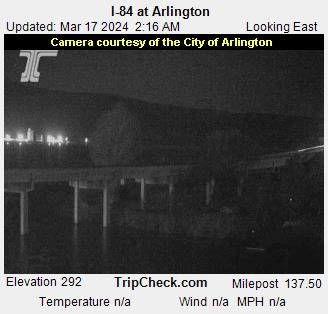 I-84 at Arlington
Updated: Mar 17 2024 2:16 AM Looking East
Camera courtesy of the City of Arlington
Elevation 292 TripCheck.com Milepost 137.50
Temperature n/a Wind n/a MPH n/a